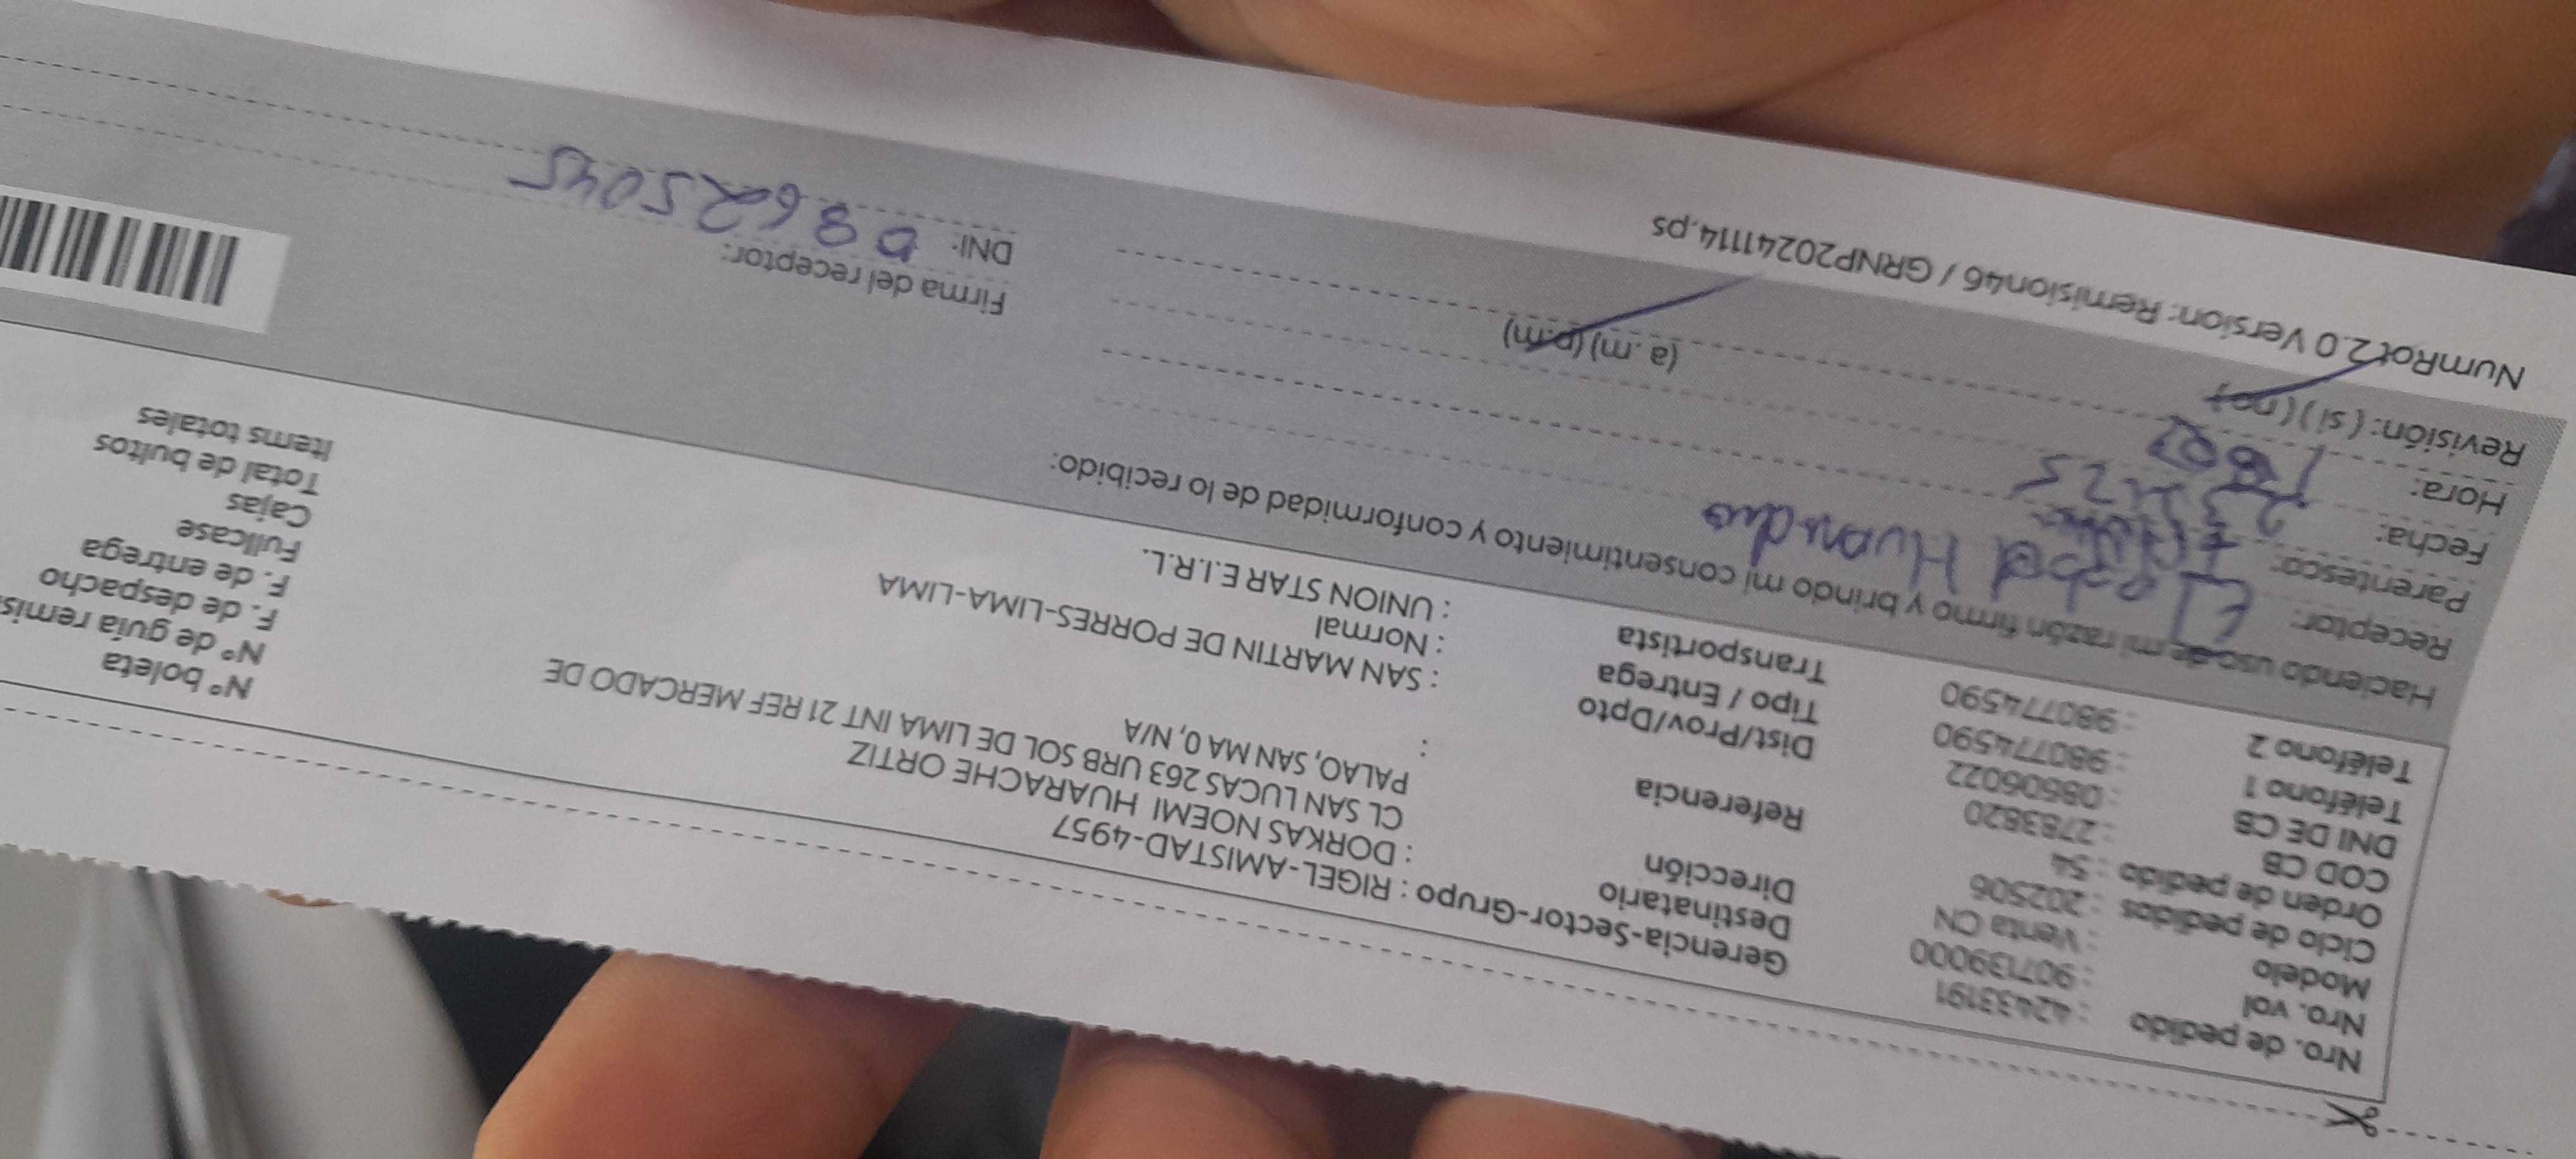 Nro. de pedido : 42433191
Nro. vol : 907139000
Modelo : Venta CN
Ciclo de pedidos : 202506
Orden de pedido : 54
COD CB : 2783820
DNI DE CB : 08606022
Teléfono 1 : 980774590
Teléfono 2 : 980774590
Gerencia-Sector-Grupo : RIGEL-AMISTAD-4957
Destinatario : DORKAS NOEMI HUARACHE ORTIZ
Dirección CL SAN LUCAS 263 URB SOL DE LIMA INT 21 REF MERCADO DE
PALAO, SAN MA 0, N/A
Referencia :
Dist/Prov/Dpto : SAN MARTIN DE PORRES-LIMA-LIMA
Tipo / Entrega : Normal
Transportista : UNION STAR E.I.R.L.
N° boleta
N° de guía remis
F. de despacho
F. de entrega
Fullcase
Cajas
Total de bultos
Items totales
Haciendo uso de mi razón firmo y brindo mi consentimiento y conformidad de lo recibido:
Receptor:
Parentesco:
Fecha:
Hora: (a.m) (p.m)
Revisión: ( si ) ( no )
Firma del receptor:
DNI: 08625045
NumRot2.0 Version: Remision46 / GRNP20241114.ps